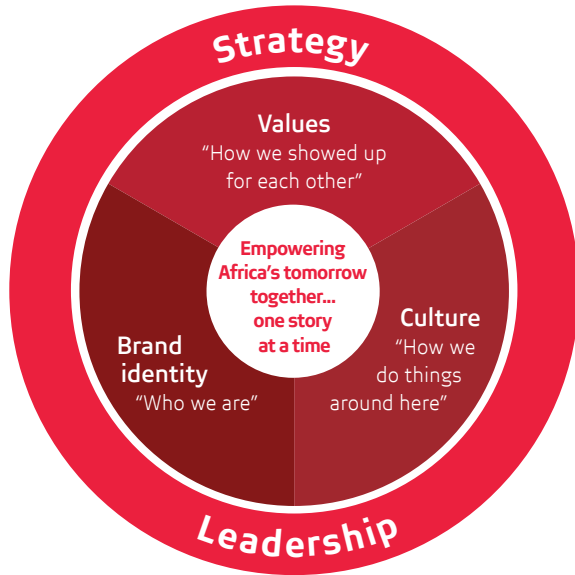 Strategy
Values
“How we showed up
for each other”
Empowering
Africa’s tomorrow
together...
one story
at a time
Brand
identity
“Who we are”
Culture
“How we
do things
around here”
Leadership